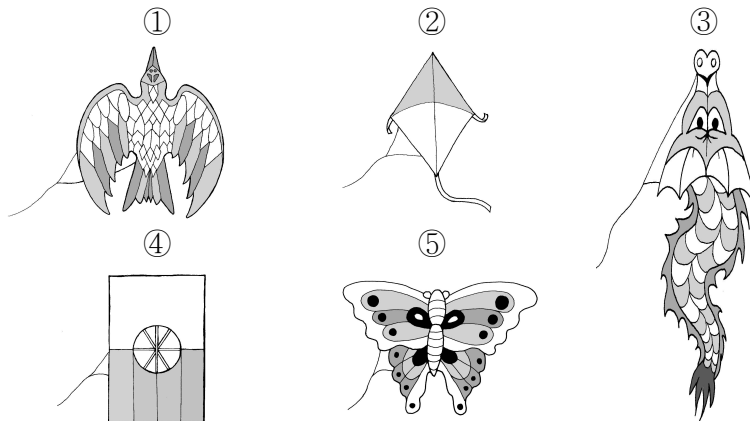 ① ② ③
④ ⑤